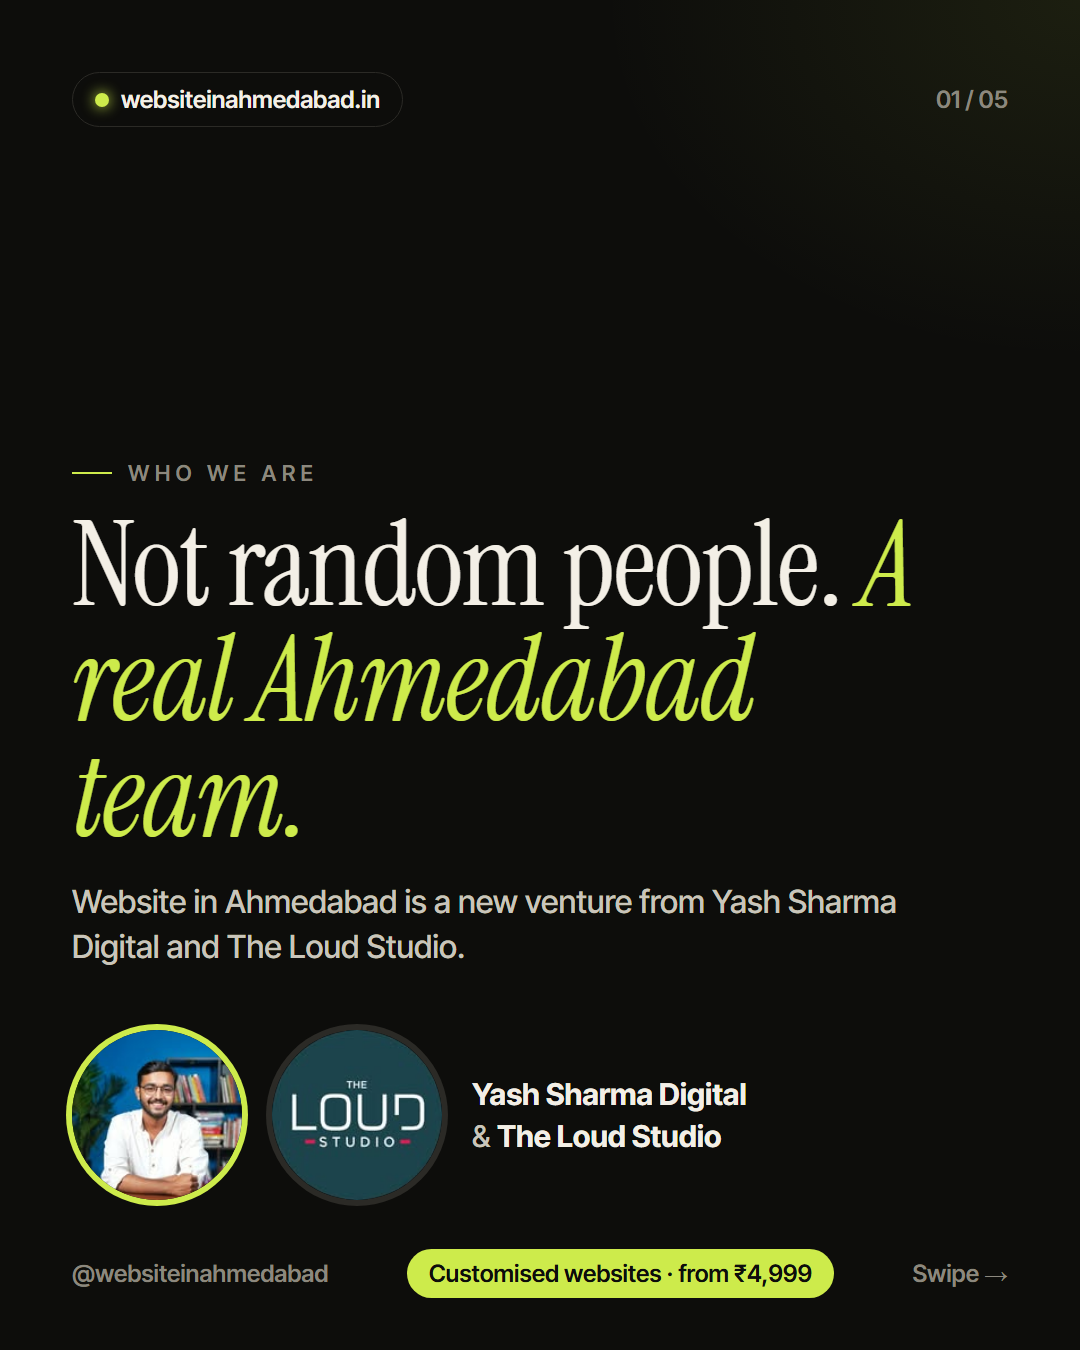 websiteinahmedabad.in
01 / 05
WHO WE ARE
Not random people. A
real Ahmedabad
team.
Website in Ahmedabad is a new venture from Yash Sharma
Digital and The Loud Studio.
THE
LOUD
STUDIO
Yash Sharma Digital
& The Loud Studio
@websiteinahmedabad
Customised websites · from ₹4,999
Swipe →